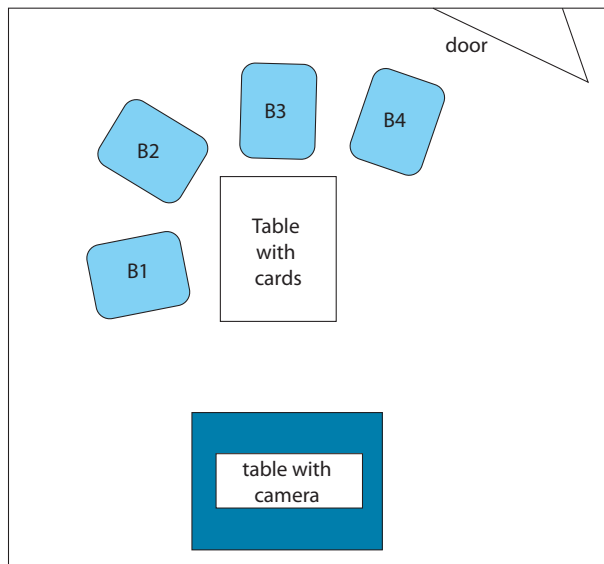 door
B3
B4
B2
Table
with
cards
B1
table with
camera